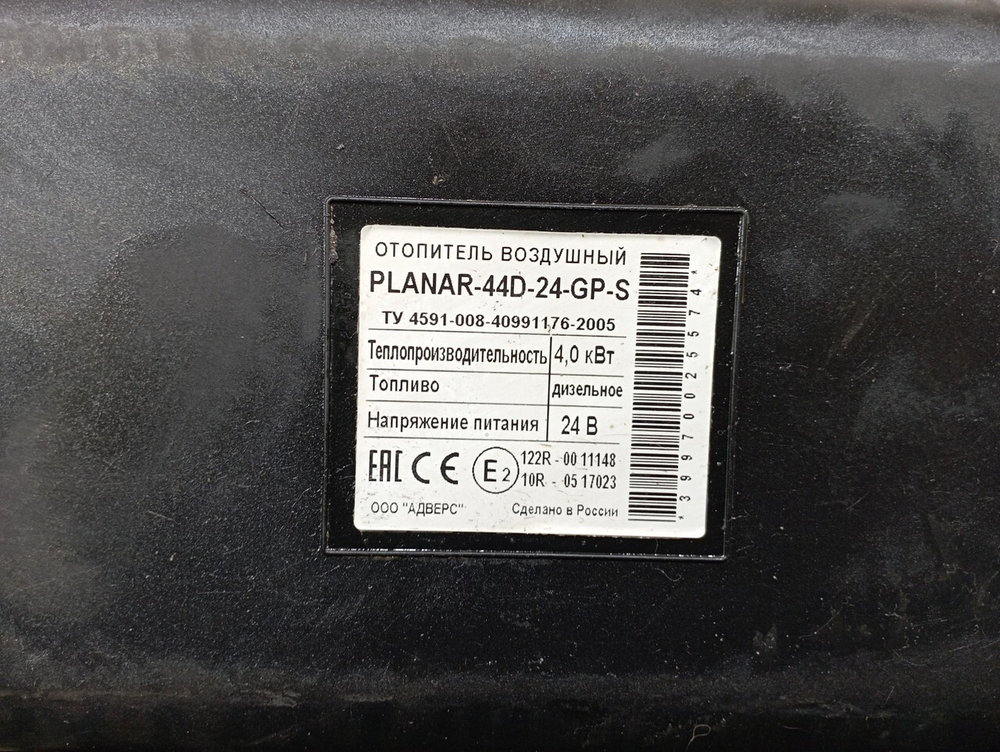 ОТОПИТЕЛЬ ВОЗДУШНЫЙ
PLANAR-44D-24-GP-S
ТУ 4591-008-40991176-2005
Теплопроизводительность 4,0 кВт
Топливо дизельное
Напряжение питания 24 В
EAC CE E2 122R - 00 11148
10R - 05 17023
ООО "АДВЕРС" Сделано в России
*3997000255574*